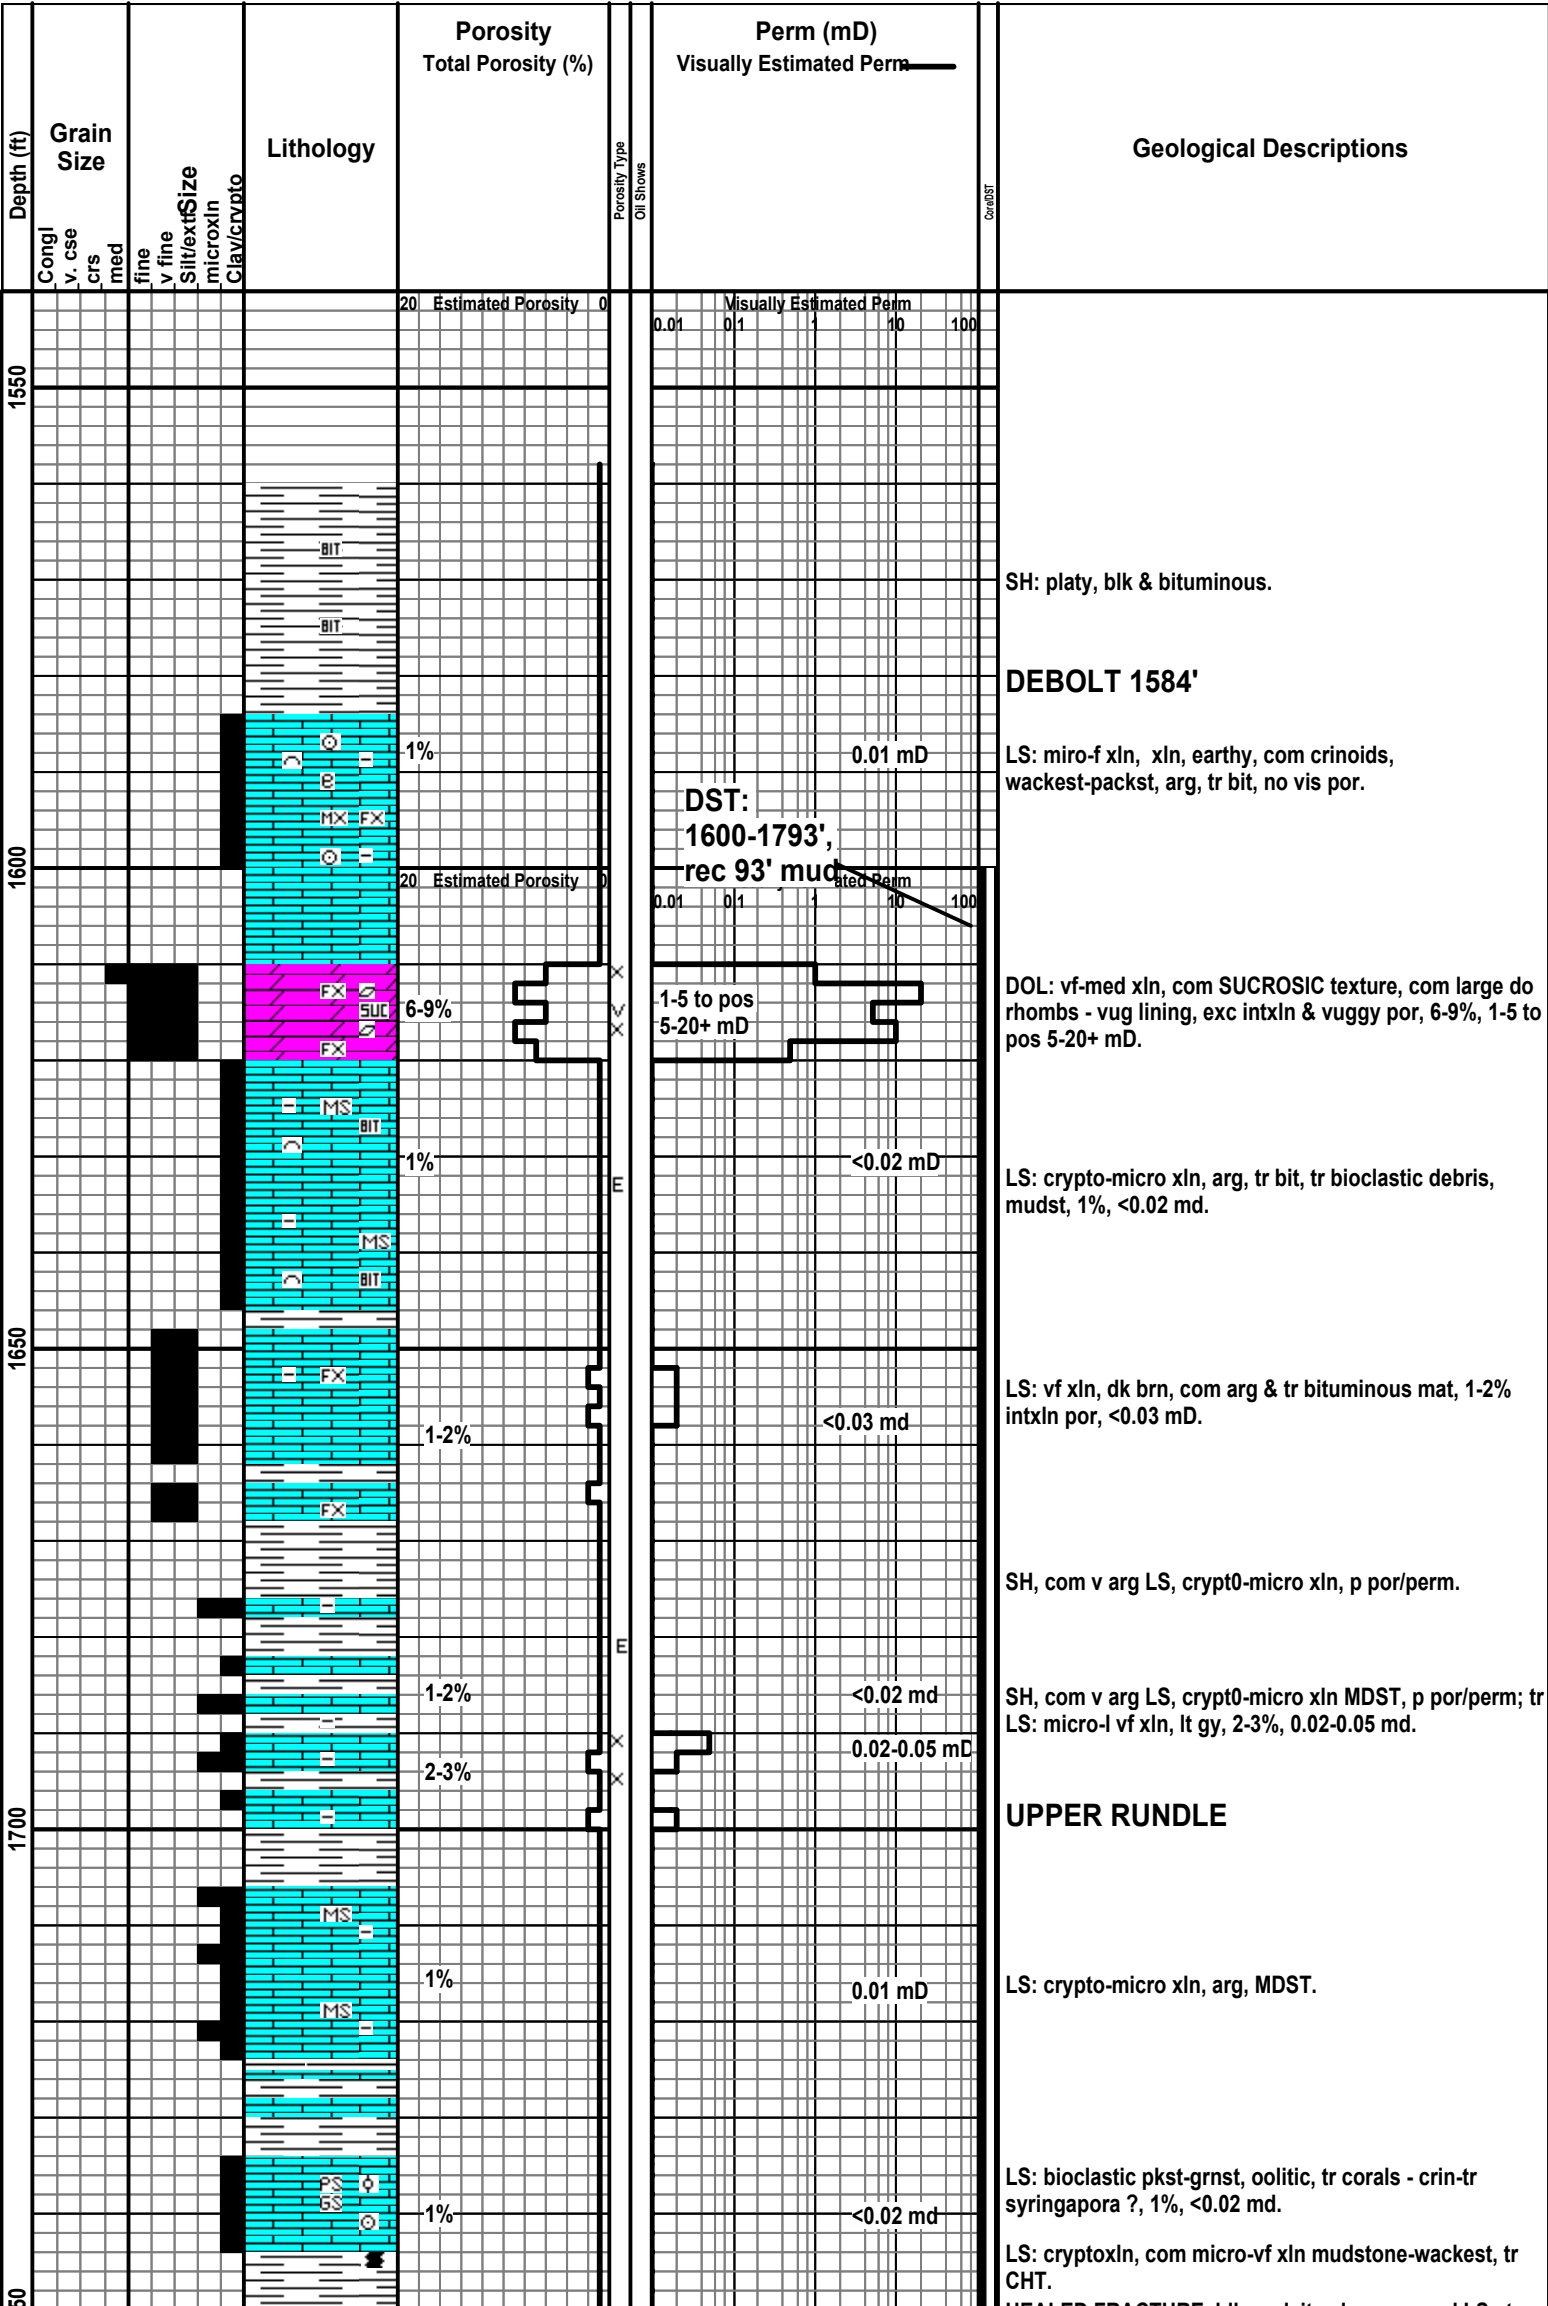 Depth (ft)
Grain
Size
Congl
v. cse
crs
med
fine
v fine
Size
microxln
Clay/crypto
Lithology
Porosity
Total Porosity (%)
Porosity Type
Oil Shows
Perm (mD)
Visually Estimated Perm
Core/DST
Geological Descriptions
20 Estimated Porosity 0
Visually Estimated Perm
0.01 0.1 1 10 100
1550
BIT
SH: platy, blk & bituminous.
BIT
DEBOLT 1584'
1%
0.01 mD
LS: miro-f xln, xln, earthy, com crinoids,
wackest-packst, arg, tr bit, no vis por.
e
MX FX
DST:
1600-1793',
rec 93' mud
1600
20 Estimated Porosity 0
ated Perm
0.01 0.1 1 10 100
X
FX
SUC
6-9%
V
X
FX
1-5 to pos
5-20+ mD
DOL: vf-med xln, com SUCROSIC texture, com large do
rhombs - vug lining, exc intxln & vuggy por, 6-9%, 1-5 to
pos 5-20+ mD.
MS
BIT
1%
E
<0.02 mD
LS: crypto-micro xln, arg, tr bit, tr bioclastic debris,
mudst, 1%, <0.02 md.
MS
BIT
1650
FX
1-2%
<0.03 md
LS: vf xln, dk brn, com arg & tr bituminous mat, 1-2%
intxln por, <0.03 mD.
FX
SH, com v arg LS, crypt0-micro xln, p por/perm.
E
1-2%
<0.02 md
SH, com v arg LS, crypt0-micro xln MDST, p por/perm; tr
LS: micro-l vf xln, lt gy, 2-3%, 0.02-0.05 md.
X
0.02-0.05 mD
2-3%
X
UPPER RUNDLE
1700
MS
1%
0.01 mD
LS: crypto-micro xln, arg, MDST.
MS
PS
GS
1%
<0.02 md
LS: bioclastic pkst-grnst, oolitic, tr corals - crin-tr
syringapora ?, 1%, <0.02 md.
LS: cryptoxln, com micro-vf xln mudstone-wackest, tr
CHT.